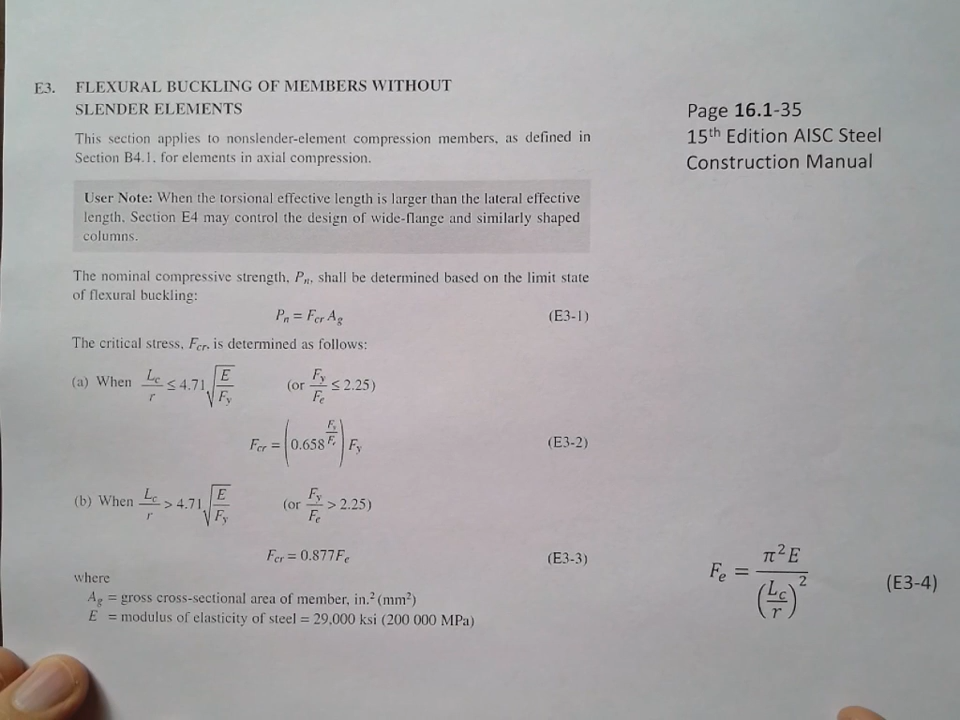 E3. FLEXURAL BUCKLING OF MEMBERS WITHOUT
SLENDER ELEMENTS
This section applies to nonslender-element compression members, as defined in
Section B4.1, for elements in axial compression.
User Note: When the torsional effective length is larger than the lateral effective
length, Section E4 may control the design of wide-flange and similarly shaped
columns.
The nominal compressive strength, Pn, shall be determined based on the limit state
of flexural buckling:
Pn = Fcr Ag (E3-1)
The critical stress, Fcr, is determined as follows:
(a) When Lc/r ≤ 4.71√(E/Fy) (or Fy/Fe ≤ 2.25)
Fcr = (0.658^(Fy/Fe)) Fy (E3-2)
(b) When Lc/r > 4.71√(E/Fy) (or Fy/Fe > 2.25)
Fcr = 0.877Fe (E3-3)
where
Ag = gross cross-sectional area of member, in.² (mm²)
E = modulus of elasticity of steel = 29,000 ksi (200 000 MPa)
Page 16.1-35
15th Edition AISC Steel
Construction Manual
Fe = π²E/(Lc/r)² (E3-4)